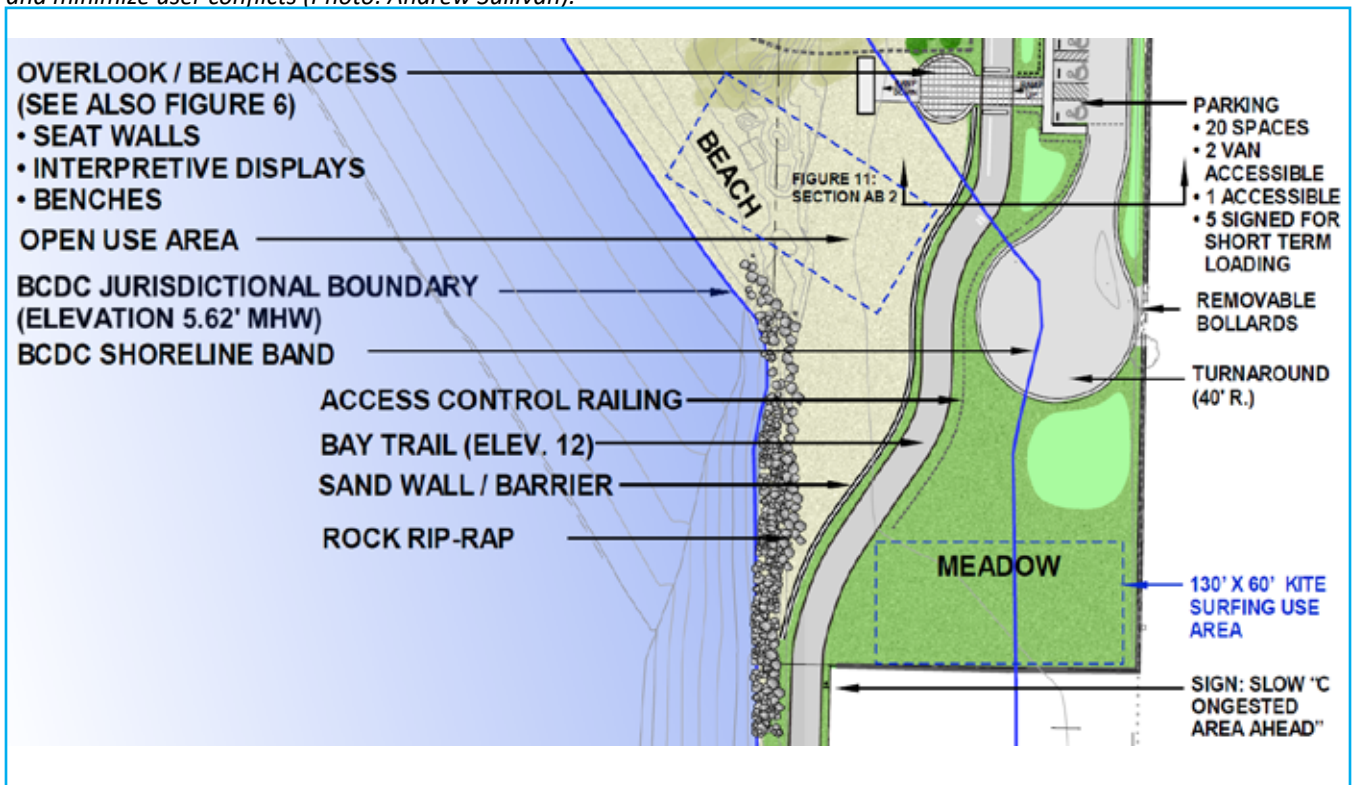 and minimize user conflicts (Photo: Andrew Sullivan).
OVERLOOK / BEACH ACCESS
(SEE ALSO FIGURE 6)
• SEAT WALLS
• INTERPRETIVE DISPLAYS
• BENCHES
OPEN USE AREA
BCDC JURISDICTIONAL BOUNDARY
(ELEVATION 5.62' MHW)
BCDC SHORELINE BAND
ACCESS CONTROL RAILING
BAY TRAIL (ELEV. 12)
SAND WALL / BARRIER
ROCK RIP-RAP
BEACH
FIGURE 11:
SECTION AB 2
MEADOW
PARKING
• 20 SPACES
• 2 VAN
ACCESSIBLE
• 1 ACCESSIBLE
• 5 SIGNED FOR
SHORT TERM
LOADING
REMOVABLE
BOLLARDS
TURNAROUND
(40' R.)
130' X 60' KITE
SURFING USE
AREA
SIGN: SLOW “C
ONGESTED
AREA AHEAD”